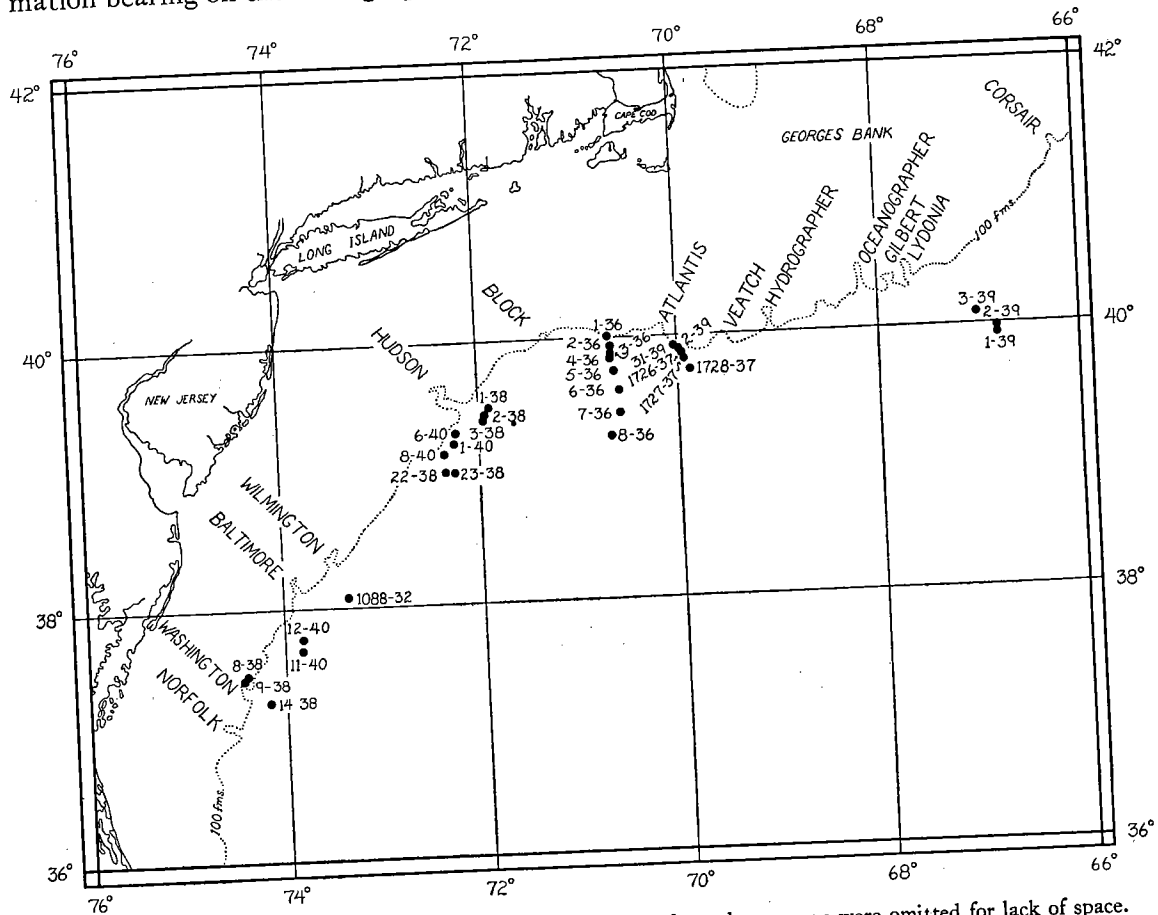 mation bearing on
76°
74°
72°
70°
68°
66°
42°
42°
CAPE COD
GEORGES BANK
CORSAIR
OCEANOGRAPHER
GILBERT
LYDONIA
HYDROGRAPHER
VEATCH
ATLANTIS
100 fms.
LONG ISLAND
BLOCK
HUDSON
40°
40°
NEW JERSEY
1-36
2-36
3-36
4-36
5-36
6-36
7-36
8-36
2-39
31-39
1726-37
1727-37
1728-37
3-39
2-39
1-39
1-38
2-38
3-38
6-40
1-40
8-40
22-38
23-38
WILMINGTON
BALTIMORE
38°
38°
1088-32
12-40
11-40
WASHINGTON
8-38
9-38
NORFOLK
14-38
100 fms.
36°
36°
76°
74°
72°
70°
68°
66°
were omitted for lack of space.